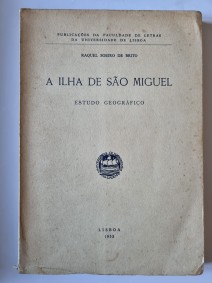 PUBLICAÇÕES DA FACULDADE DE LETRAS
DA UNIVERSIDADE DE LISBOA
RAQUEL SOEIRO DE BRITO
A ILHA DE SÃO MIGUEL
ESTUDO GEOGRÁFICO
LISBOA